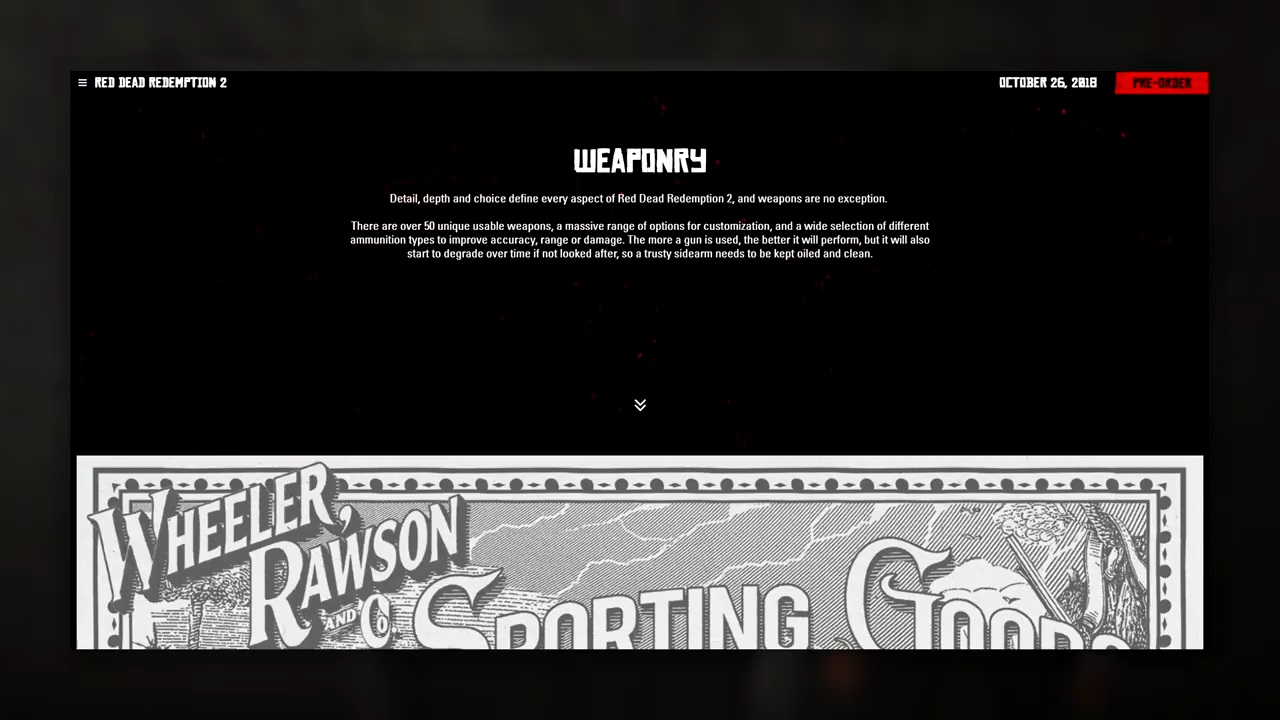 RED DEAD REDEMPTION 2
OCTOBER 26, 2018
PRE-ORDER
WEAPONRY
Detail, depth and choice define every aspect of Red Dead Redemption 2, and weapons are no exception.
There are over 50 unique usable weapons, a massive range of options for customization, and a wide selection of different
ammunition types to improve accuracy, range or damage. The more a gun is used, the better it will perform, but it will also
start to degrade over time if not looked after, so a trusty sidearm needs to be kept oiled and clean.
WHEELER,
RAWSON
AND CO.
SPORTING GOODS